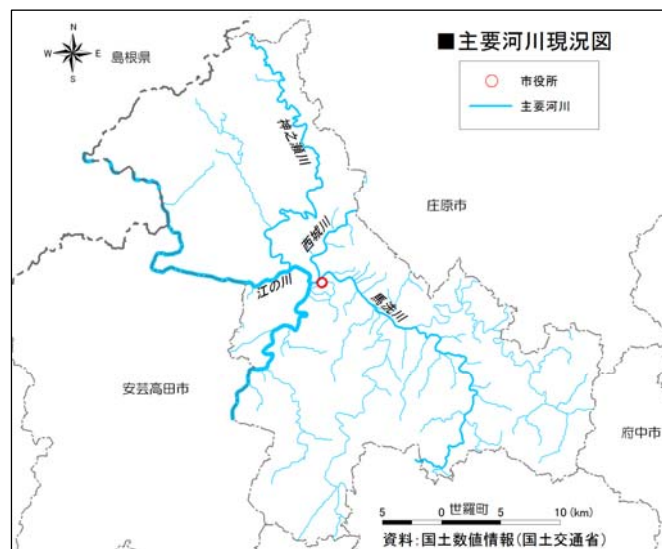 N
W E
S
島根県
■主要河川現況図
市役所
主要河川
神之瀬川
庄原市
西城川
江の川
馬洗川
安芸高田市
府中市
世羅町
5 0 5 10 (km)
資料:国土数値情報(国土交通省)